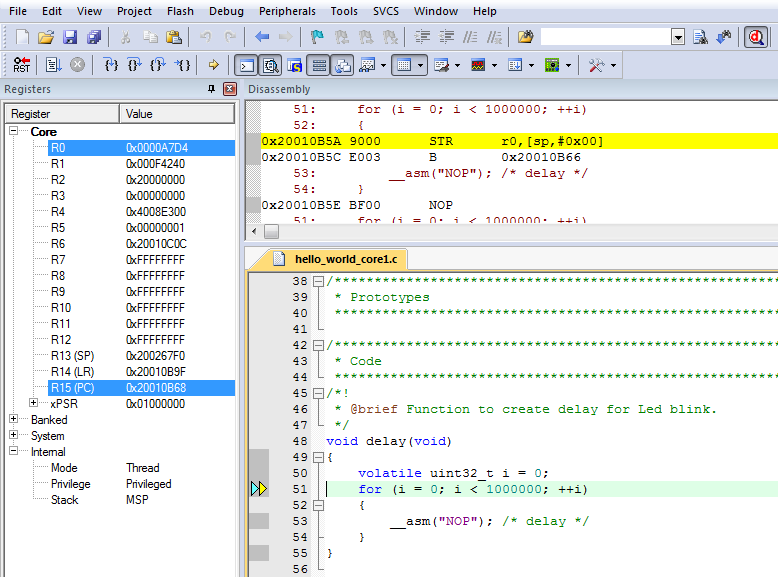 File Edit View Project Flash Debug Peripherals Tools SVCS Window Help
RST
Registers
Register Value
Core
R0 0x0000A7D4
R1 0x000F4240
R2 0x20000000
R3 0x00000000
R4 0x4008E300
R5 0x00000001
R6 0x20010C0C
R7 0xFFFFFFFF
R8 0xFFFFFFFF
R9 0xFFFFFFFF
R10 0xFFFFFFFF
R11 0xFFFFFFFF
R12 0xFFFFFFFF
R13 (SP) 0x200267F0
R14 (LR) 0x20010B9F
R15 (PC) 0x20010B68
xPSR 0x01000000
Banked
System
Internal
Mode Thread
Privilege Privileged
Stack MSP
Disassembly
51: for (i = 0; i < 1000000; ++i)
52: {
0x20010B5A 9000 STR r0,[sp,#0x00]
0x20010B5C E003 B 0x20010B66
53: __asm("NOP"); /* delay */
54: }
0x20010B5E BF00 NOP
51: for (i = 0; i < 1000000; ++i)
hello_world_core1.c
38 /*******************************************************
39 * Prototypes
40 ******************************************************
41
42 /*******************************************************
43 * Code
44 ******************************************************
45 /*!
46 * @brief Function to create delay for Led blink.
47 */
48 void delay(void)
49 {
50 volatile uint32_t i = 0;
51 for (i = 0; i < 1000000; ++i)
52 {
53 __asm("NOP"); /* delay */
54 }
55 }
56